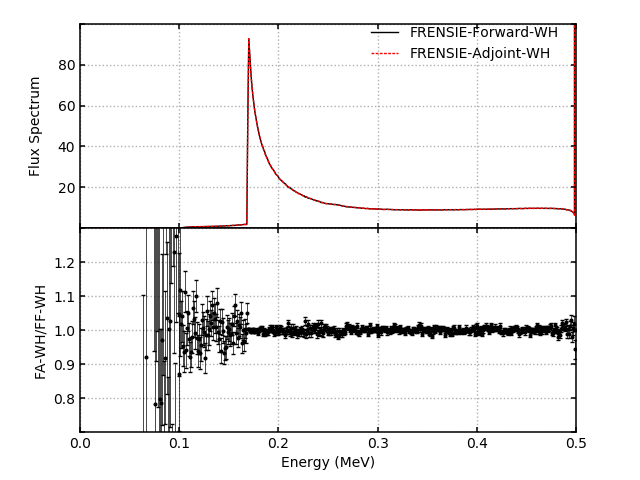 FRENSIE-Forward-WH
FRENSIE-Adjoint-WH
80
60
40
20
Flux Spectrum
1.2
1.1
1.0
0.9
0.8
FA-WH/FF-WH
0.0 0.1 0.2 0.3 0.4 0.5
Energy (MeV)